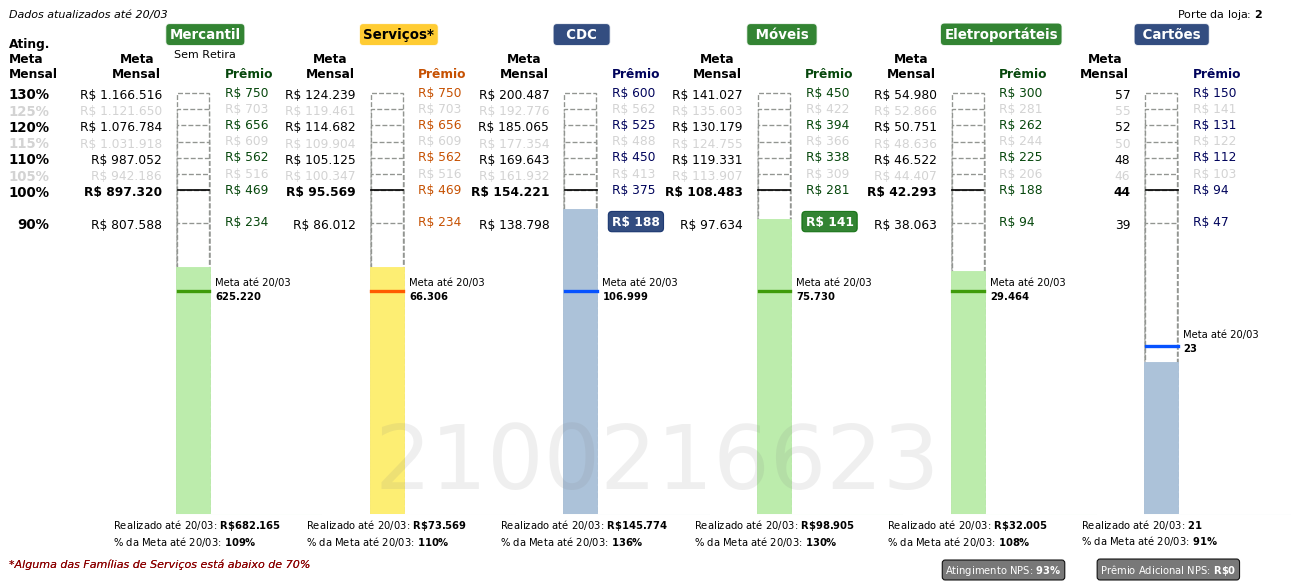 Dados atualizados até 20/03
Porte da loja: 2
Mercantil Serviços* CDC Móveis Eletroportáteis Cartões
Sem Retira
Ating. Meta Mensal
Meta Mensal Prêmio Meta Mensal Prêmio Meta Mensal Prêmio Meta Mensal Prêmio Meta Mensal Prêmio Meta Mensal Prêmio
130% R$ 1.166.516 R$ 750 R$ 124.239 R$ 750 R$ 200.487 R$ 600 R$ 141.027 R$ 450 R$ 54.980 R$ 300 57 R$ 150
125% R$ 1.121.650 R$ 703 R$ 119.461 R$ 703 R$ 192.776 R$ 562 R$ 135.603 R$ 422 R$ 52.866 R$ 281 55 R$ 141
120% R$ 1.076.784 R$ 656 R$ 114.682 R$ 656 R$ 185.065 R$ 525 R$ 130.179 R$ 394 R$ 50.751 R$ 262 52 R$ 131
115% R$ 1.031.918 R$ 609 R$ 109.904 R$ 609 R$ 177.354 R$ 488 R$ 124.755 R$ 366 R$ 48.636 R$ 244 50 R$ 122
110% R$ 987.052 R$ 562 R$ 105.125 R$ 562 R$ 169.643 R$ 450 R$ 119.331 R$ 338 R$ 46.522 R$ 225 48 R$ 112
105% R$ 942.186 R$ 516 R$ 100.347 R$ 516 R$ 161.932 R$ 413 R$ 113.907 R$ 309 R$ 44.407 R$ 206 46 R$ 103
100% R$ 897.320 R$ 469 R$ 95.569 R$ 469 R$ 154.221 R$ 375 R$ 108.483 R$ 281 R$ 42.293 R$ 188 44 R$ 94
90% R$ 807.588 R$ 234 R$ 86.012 R$ 234 R$ 138.798 R$ 188 R$ 97.634 R$ 141 R$ 38.063 R$ 94 39 R$ 47
Meta até 20/03 Meta até 20/03 Meta até 20/03 Meta até 20/03 Meta até 20/03
625.220 66.306 106.999 75.730 29.464
Meta até 20/03
23
2100216623
Realizado até 20/03: R$682.165 Realizado até 20/03: R$73.569 Realizado até 20/03: R$145.774 Realizado até 20/03: R$98.905 Realizado até 20/03: R$32.005 Realizado até 20/03: 21
% da Meta até 20/03: 109% % da Meta até 20/03: 110% % da Meta até 20/03: 136% % da Meta até 20/03: 130% % da Meta até 20/03: 108% % da Meta até 20/03: 91%
*Alguma das Famílias de Serviços está abaixo de 70%
Atingimento NPS: 93% Prêmio Adicional NPS: R$0